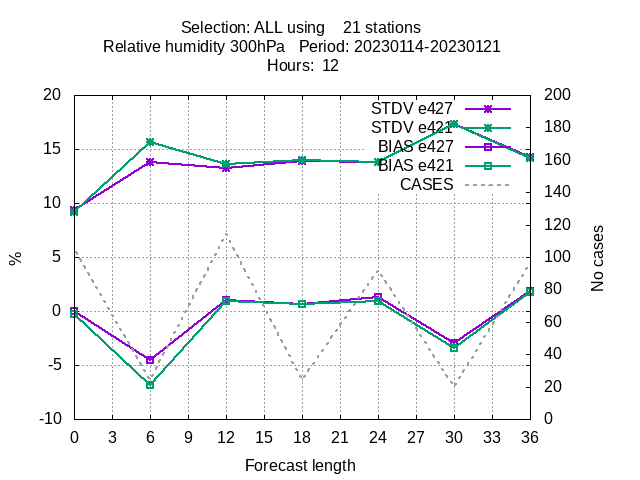 Selection: ALL using 21 stations
Relative humidity 300hPa Period: 20230114-20230121
Hours: 12
20
15
10
5
0
-5
-10
%
STDV e427
STDV e421
BIAS e427
BIAS e421
CASES
200
180
160
140
120
100
80
60
40
20
0
No cases
0 3 6 9 12 15 18 21 24 27 30 33 36
Forecast length